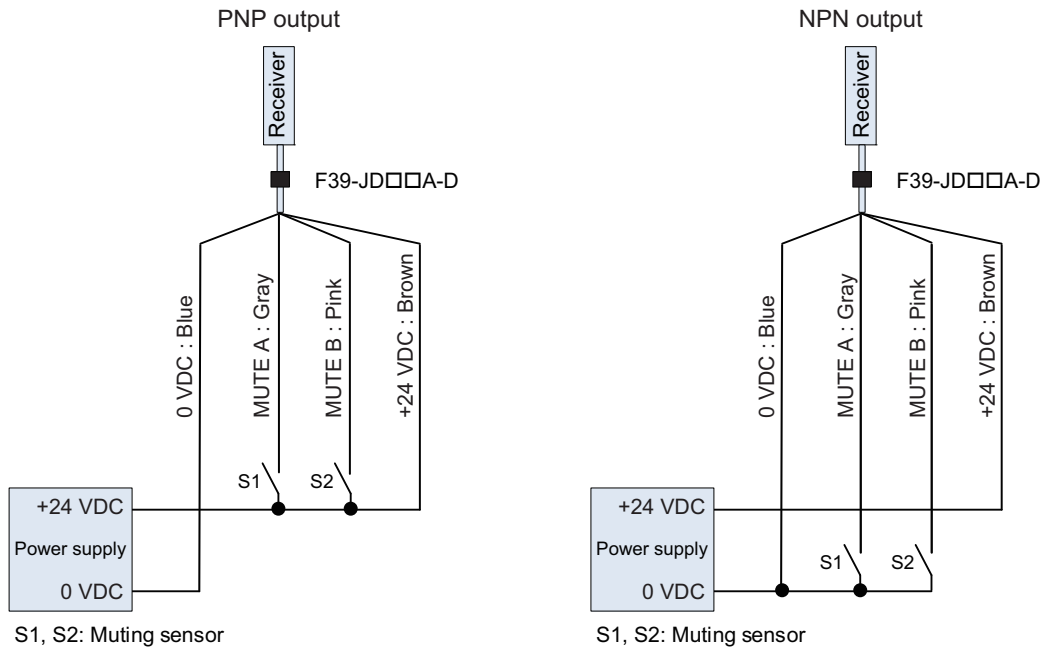 PNP output
Receiver
F39-JD□□A-D
0 VDC : Blue
MUTE A : Gray
MUTE B : Pink
+24 VDC : Brown
S1
S2
+24 VDC
Power supply
0 VDC
S1, S2: Muting sensor
NPN output
Receiver
F39-JD□□A-D
0 VDC : Blue
MUTE A : Gray
MUTE B : Pink
+24 VDC : Brown
+24 VDC
Power supply
S1
S2
0 VDC
S1, S2: Muting sensor